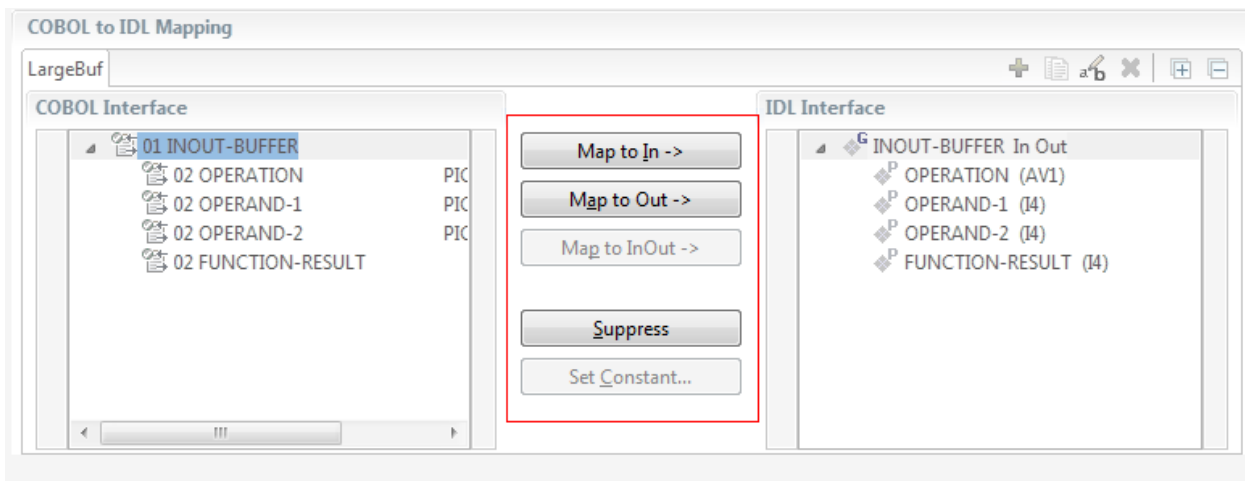 COBOL to IDL Mapping
LargeBuf
COBOL Interface
IDL Interface
01 INOUT-BUFFER
02 OPERATION PIC
02 OPERAND-1 PIC
02 OPERAND-2 PIC
02 FUNCTION-RESULT
Map to In ->
Map to Out ->
Map to InOut ->
Suppress
Set Constant...
INOUT-BUFFER In Out
OPERATION (AV1)
OPERAND-1 (I4)
OPERAND-2 (I4)
FUNCTION-RESULT (I4)